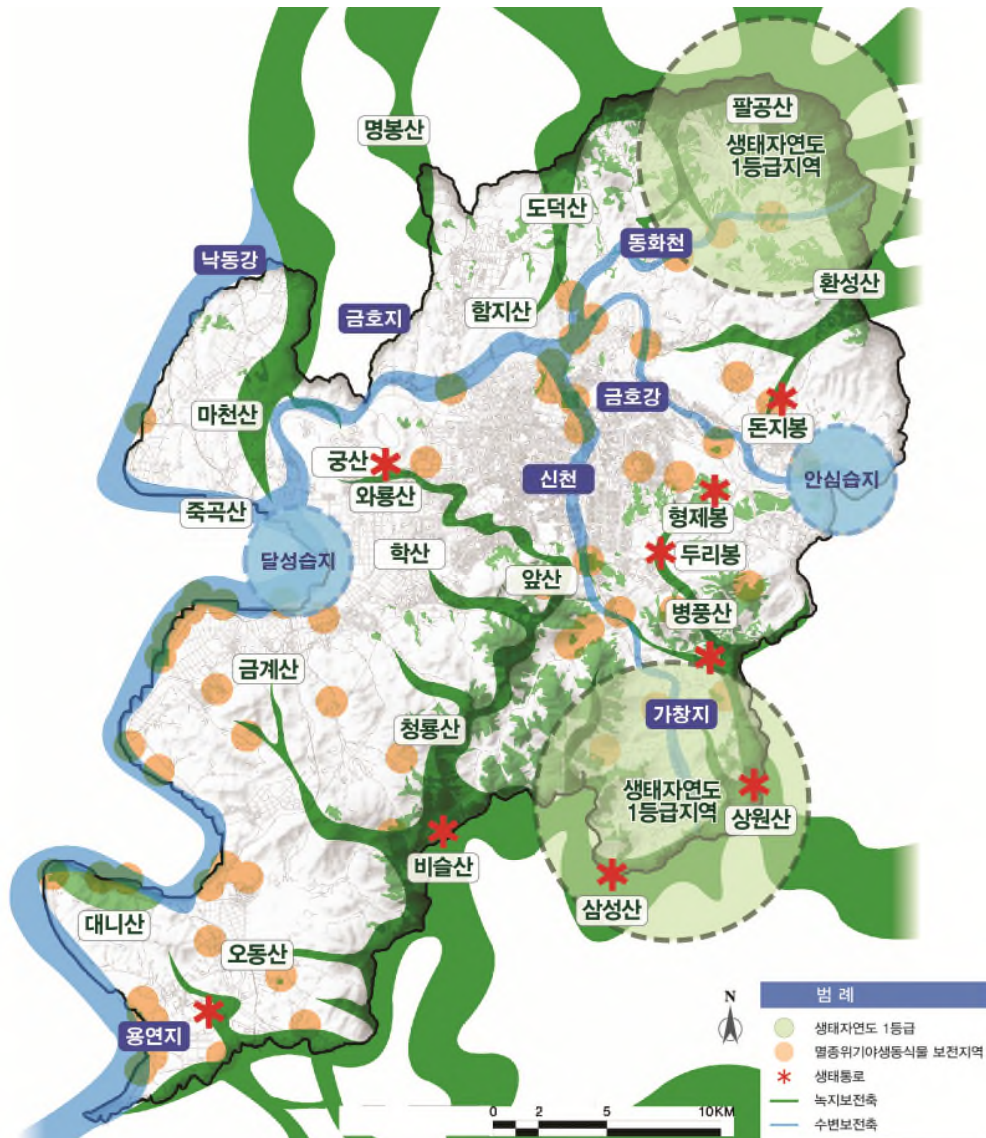 팔공산
생태자연도
1등급지역
명봉산
도덕산
동화천
낙동강
환성산
금호지
함지산
금호강
마천산
돈지봉
궁산
와룡산
신천
안심습지
죽곡산
형제봉
달성습지
학산
두리봉
앞산
병풍산
금계산
청룡산
가창지
생태자연도
1등급지역
상원산
비슬산
삼성산
대니산
오동산
용연지
N
범 례
생태자연도 1등급
멸종위기야생동식물 보전지역
생태통로
녹지보전축
수변보전축
0 2 5 10KM